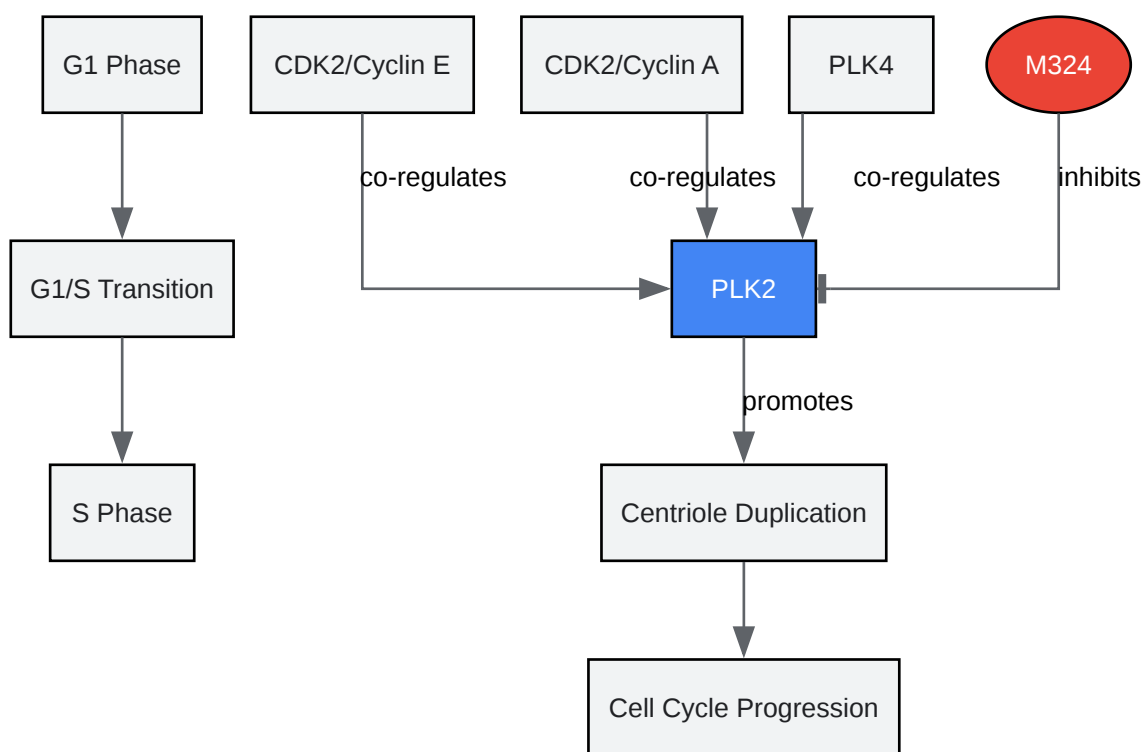 G1 Phase
CDK2/Cyclin E
CDK2/Cyclin A
PLK4
M324
co-regulates
co-regulates
co-regulates
inhibits
G1/S Transition
PLK2
promotes
S Phase
Centriole Duplication
Cell Cycle Progression